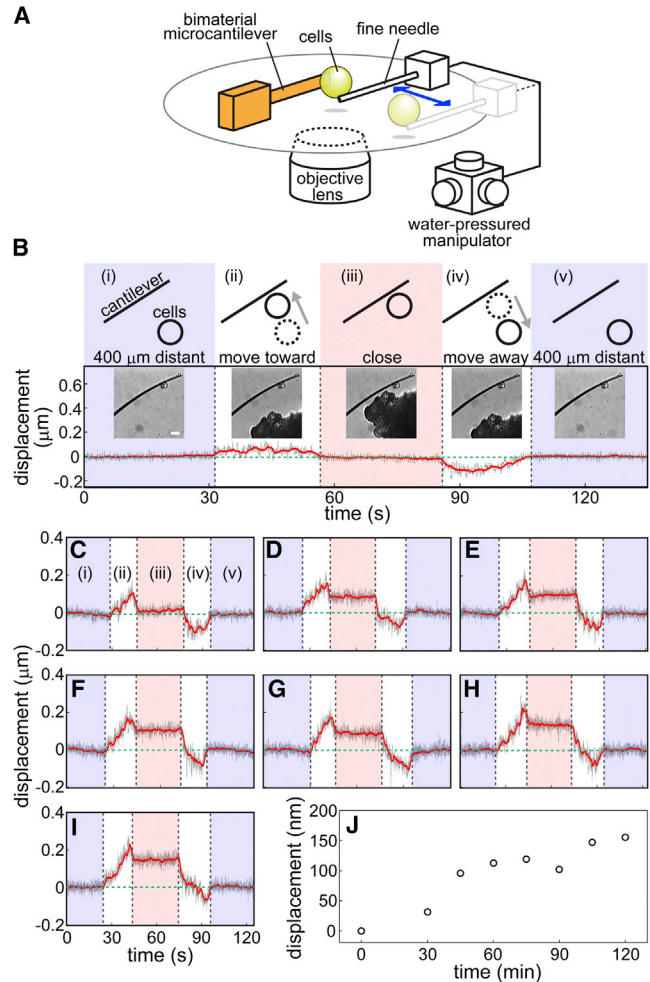 A
bimaterial
microcantilever
cells
fine needle
objective
lens
water-pressured
manipulator
B
(i)
(ii)
(iii)
(iv)
(v)
cantilever
cells
400 μm distant
move toward
close
move away
400 μm distant
displacement
(μm)
0.6
0.4
0.2
0
-0.2
0
30
60
90
120
time (s)
displacement (μm)
C
D
E
0.4
0.2
0
-0.2
(i)
(ii)
(iii)
(iv)
(v)
F
G
H
0.4
0.2
0
-0.2
I
0.4
0.2
0
-0.2
0
30
60
90
120
time (s)
J
displacement (nm)
200
150
100
50
0
0
30
60
90
120
time (min)